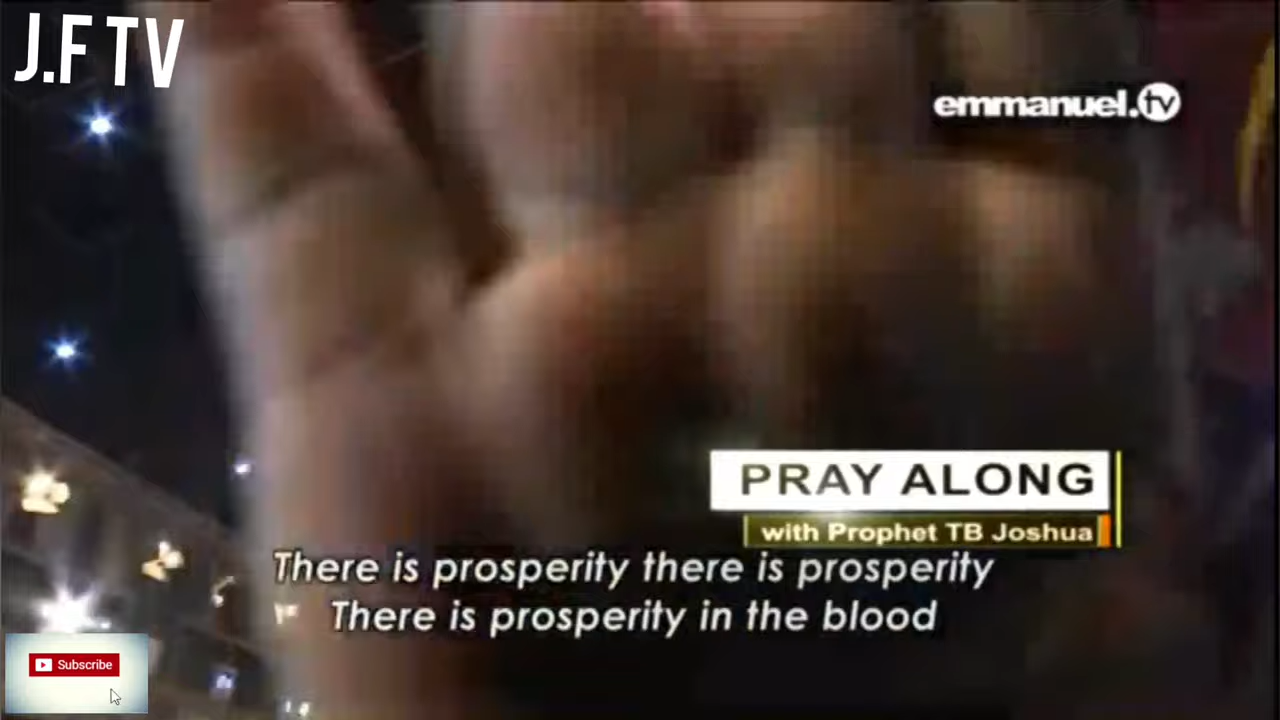 J.F TV
emmanuel.tv
PRAY ALONG
with Prophet TB Joshua
There is prosperity there is prosperity
There is prosperity in the blood
Subscribe